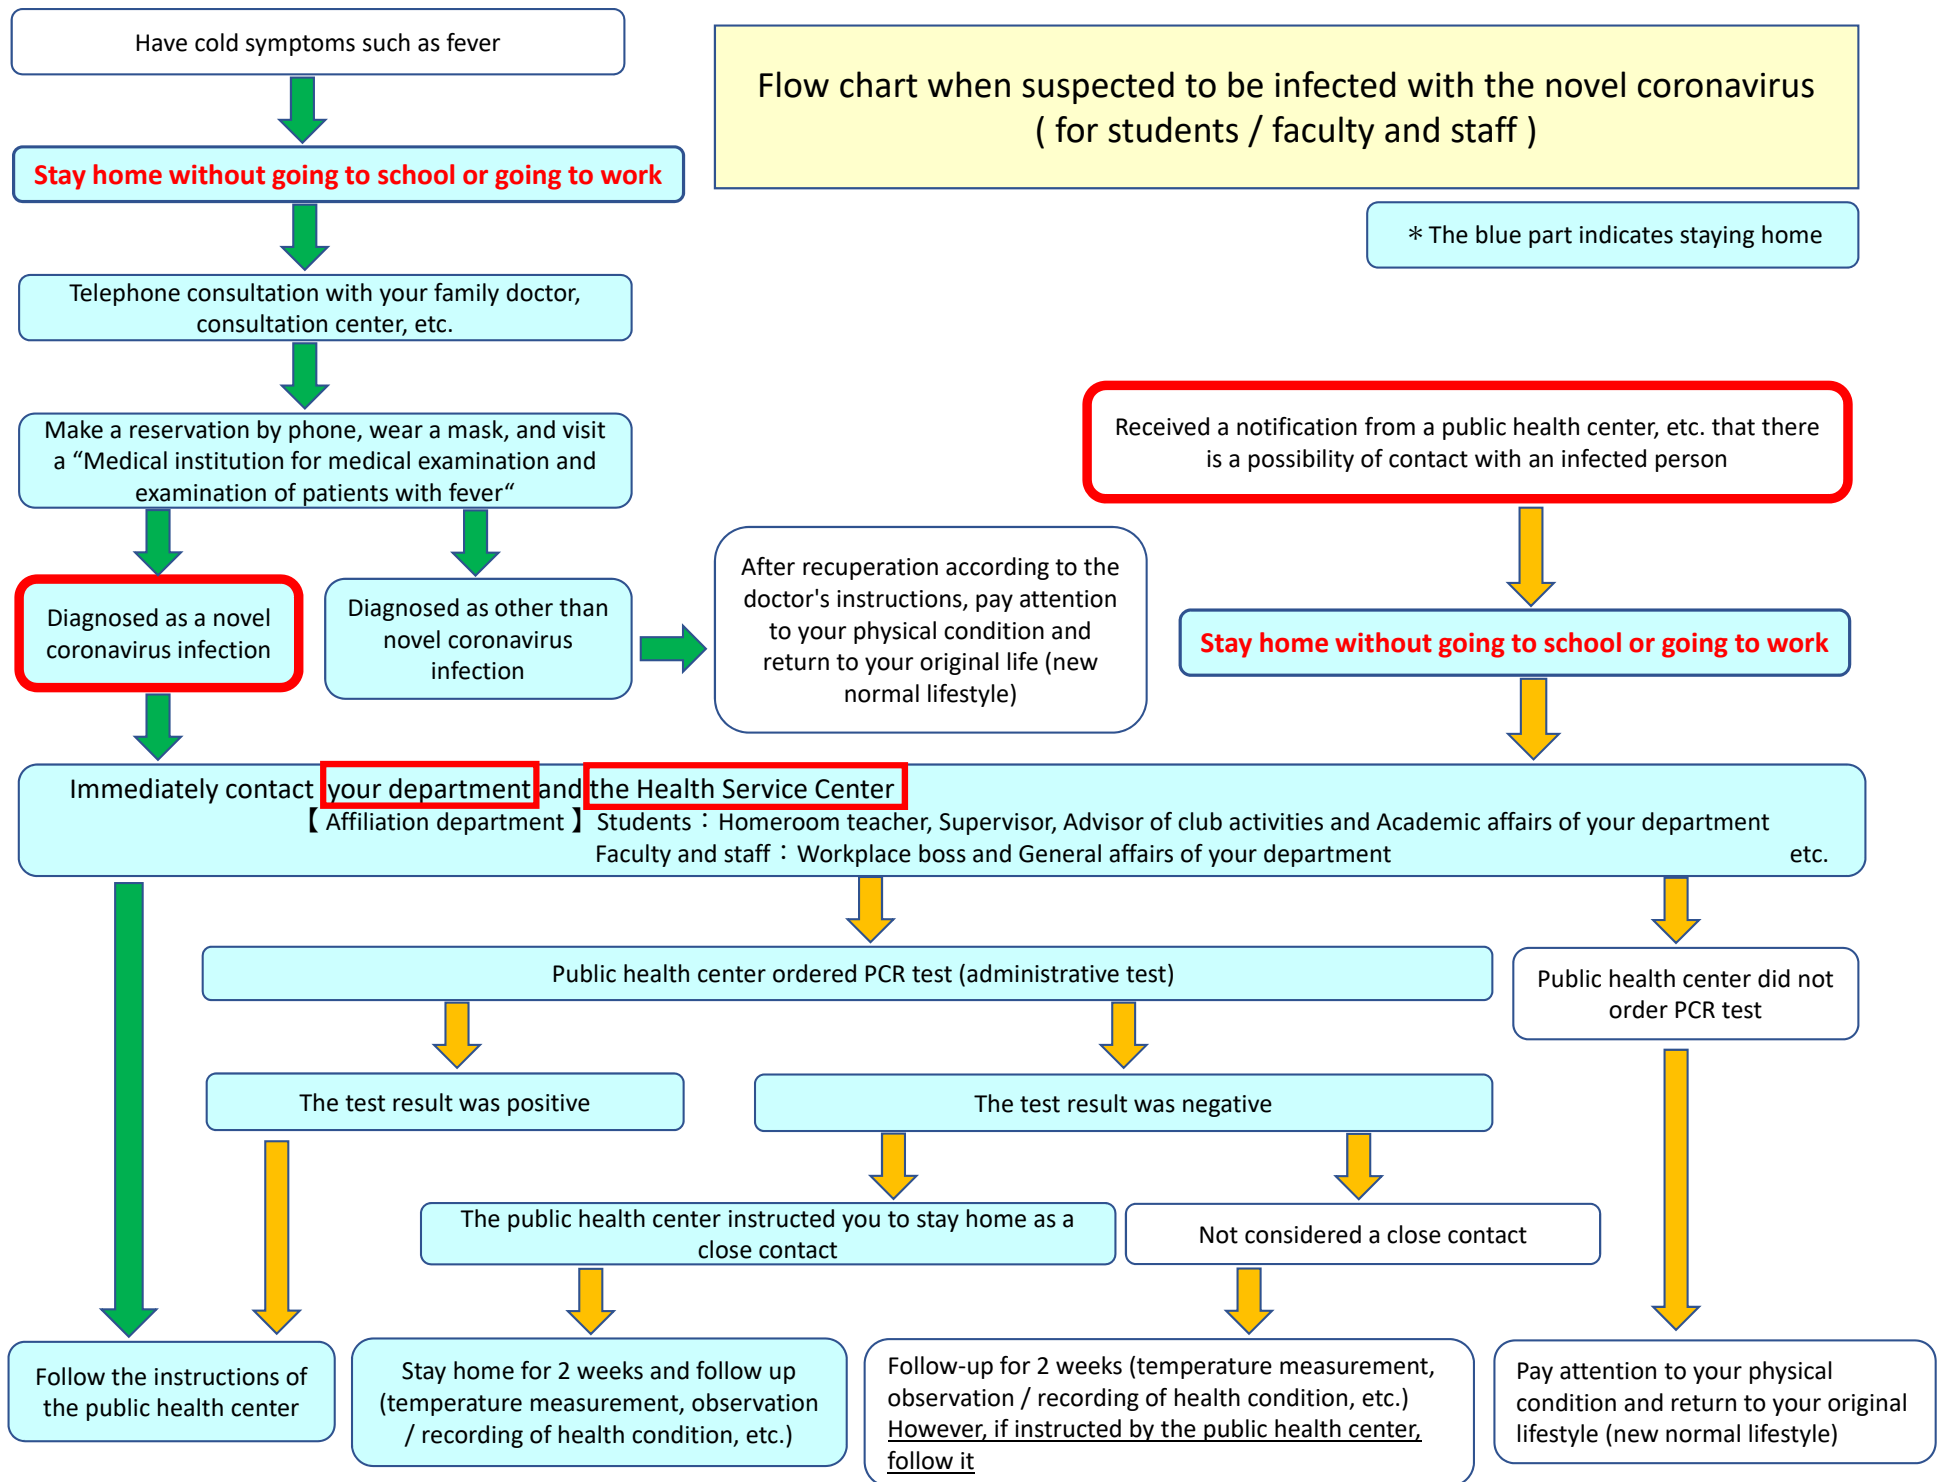 Have cold symptoms such as fever
Flow chart when suspected to be infected with the novel coronavirus
( for students / faculty and staff )
Stay home without going to school or going to work
＊The blue part indicates staying home
Telephone consultation with your family doctor,
consultation center, etc.
Make a reservation by phone, wear a mask, and visit
a “Medical institution for medical examination and
examination of patients with fever“
Received a notification from a public health center, etc. that there
is a possibility of contact with an infected person
Diagnosed as a novel
coronavirus infection
Diagnosed as other than
novel coronavirus
infection
After recuperation according to the
doctor's instructions, pay attention
to your physical condition and
return to your original life (new
normal lifestyle)
Stay home without going to school or going to work
Immediately contact your department and the Health Service Center
【 Affiliation department 】 Students：Homeroom teacher, Supervisor, Advisor of club activities and Academic affairs of your department
Faculty and staff：Workplace boss and General affairs of your department etc.
Public health center ordered PCR test (administrative test)
Public health center did not
order PCR test
The test result was positive
The test result was negative
The public health center instructed you to stay home as a
close contact
Not considered a close contact
Follow the instructions of
the public health center
Stay home for 2 weeks and follow up
(temperature measurement, observation
/ recording of health condition, etc.)
Follow-up for 2 weeks (temperature measurement,
observation / recording of health condition, etc.)
However, if instructed by the public health center,
follow it
Pay attention to your physical
condition and return to your original
lifestyle (new normal lifestyle)